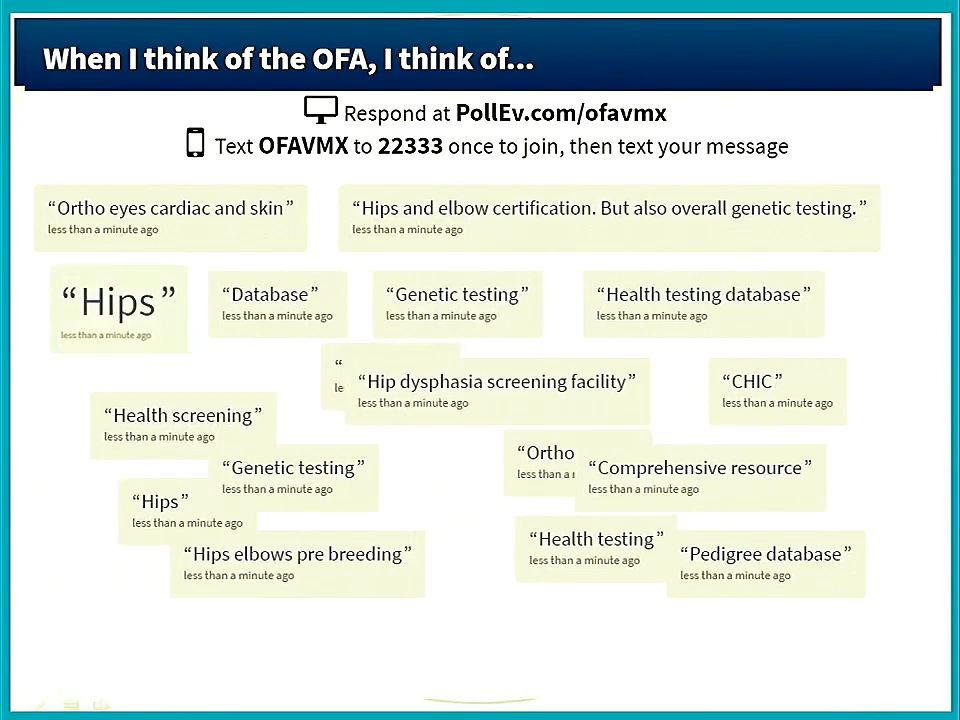 When I think of the OFA, I think of...
Respond at PollEv.com/ofavmx
Text OFAVMX to 22333 once to join, then text your message
“Ortho eyes cardiac and skin”
less than a minute ago
“Hips and elbow certification. But also overall genetic testing.”
less than a minute ago
“Hips”
less than a minute ago
“Database”
less than a minute ago
“Genetic testing”
less than a minute ago
“Health testing database”
less than a minute ago
“
le
“Hip dysphasia screening facility”
less than a minute ago
“CHIC”
less than a minute ago
“Health screening”
less than a minute ago
“Genetic testing”
less than a minute ago
“Ortho
less than a
“Comprehensive resource”
less than a minute ago
“Hips”
less than a minute ago
“Hips elbows pre breeding”
less than a minute ago
“Health testing”
less than a minute ago
“Pedigree database”
less than a minute ago